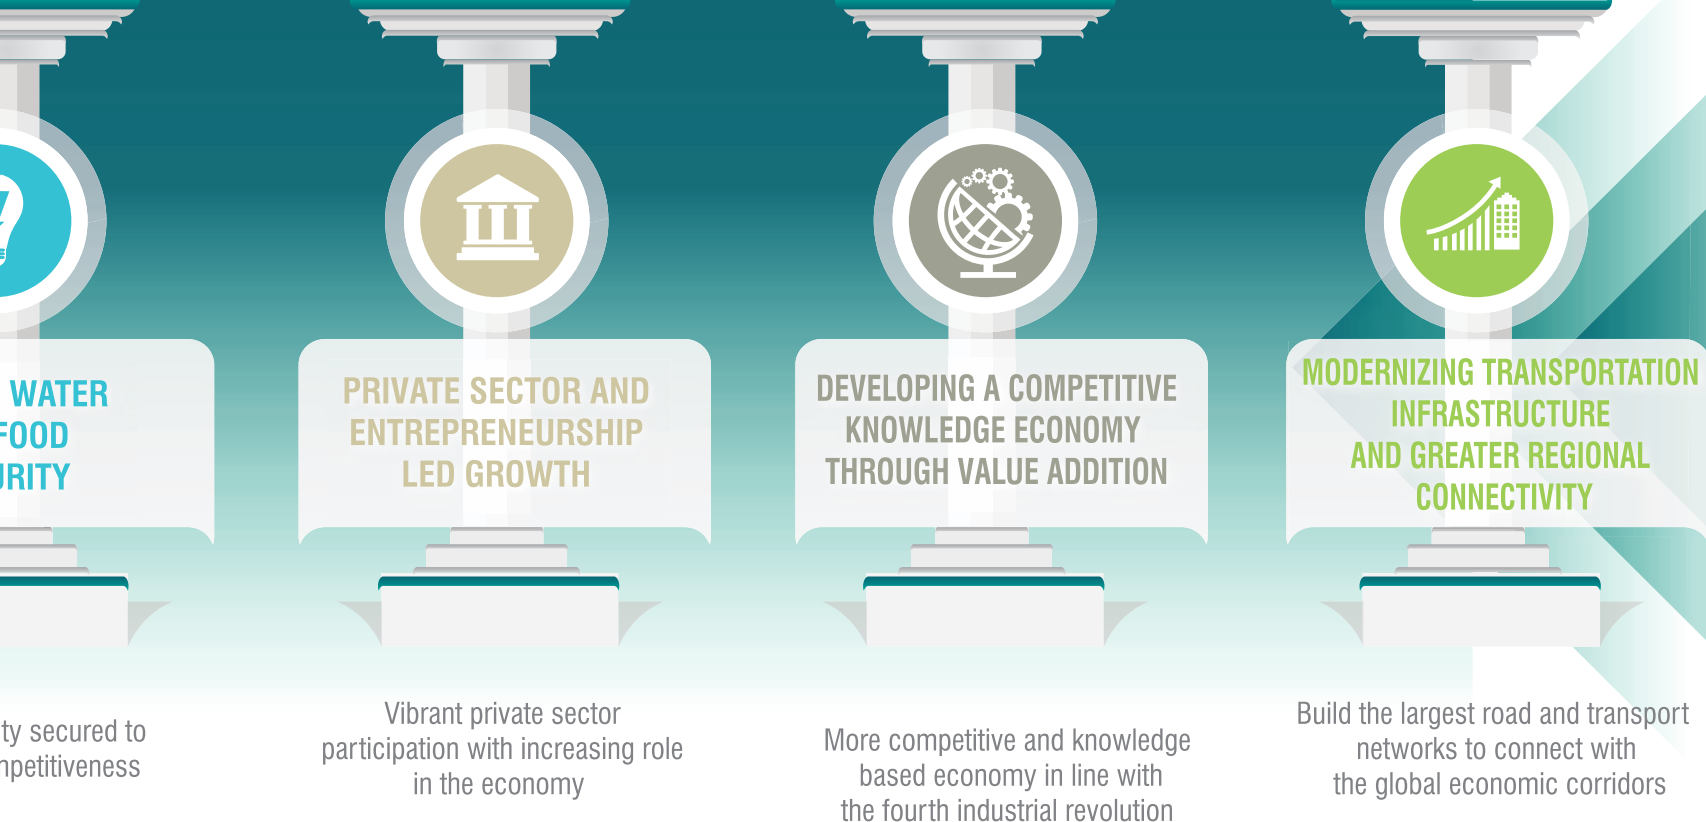 WATER
FOOD
PRIVATE SECTOR AND
ENTREPRENEURSHIP
LED GROWTH
DEVELOPING A COMPETITIVE
KNOWLEDGE ECONOMY
THROUGH VALUE ADDITION
MODERNIZING TRANSPORTATION
INFRASTRUCTURE
AND GREATER REGIONAL
CONNECTIVITY
secured to
Vibrant private sector
participation with increasing role
in the economy
More competitive and knowledge
based economy in line with
the fourth industrial revolution
Build the largest road and transport
networks to connect with
the global economic corridors